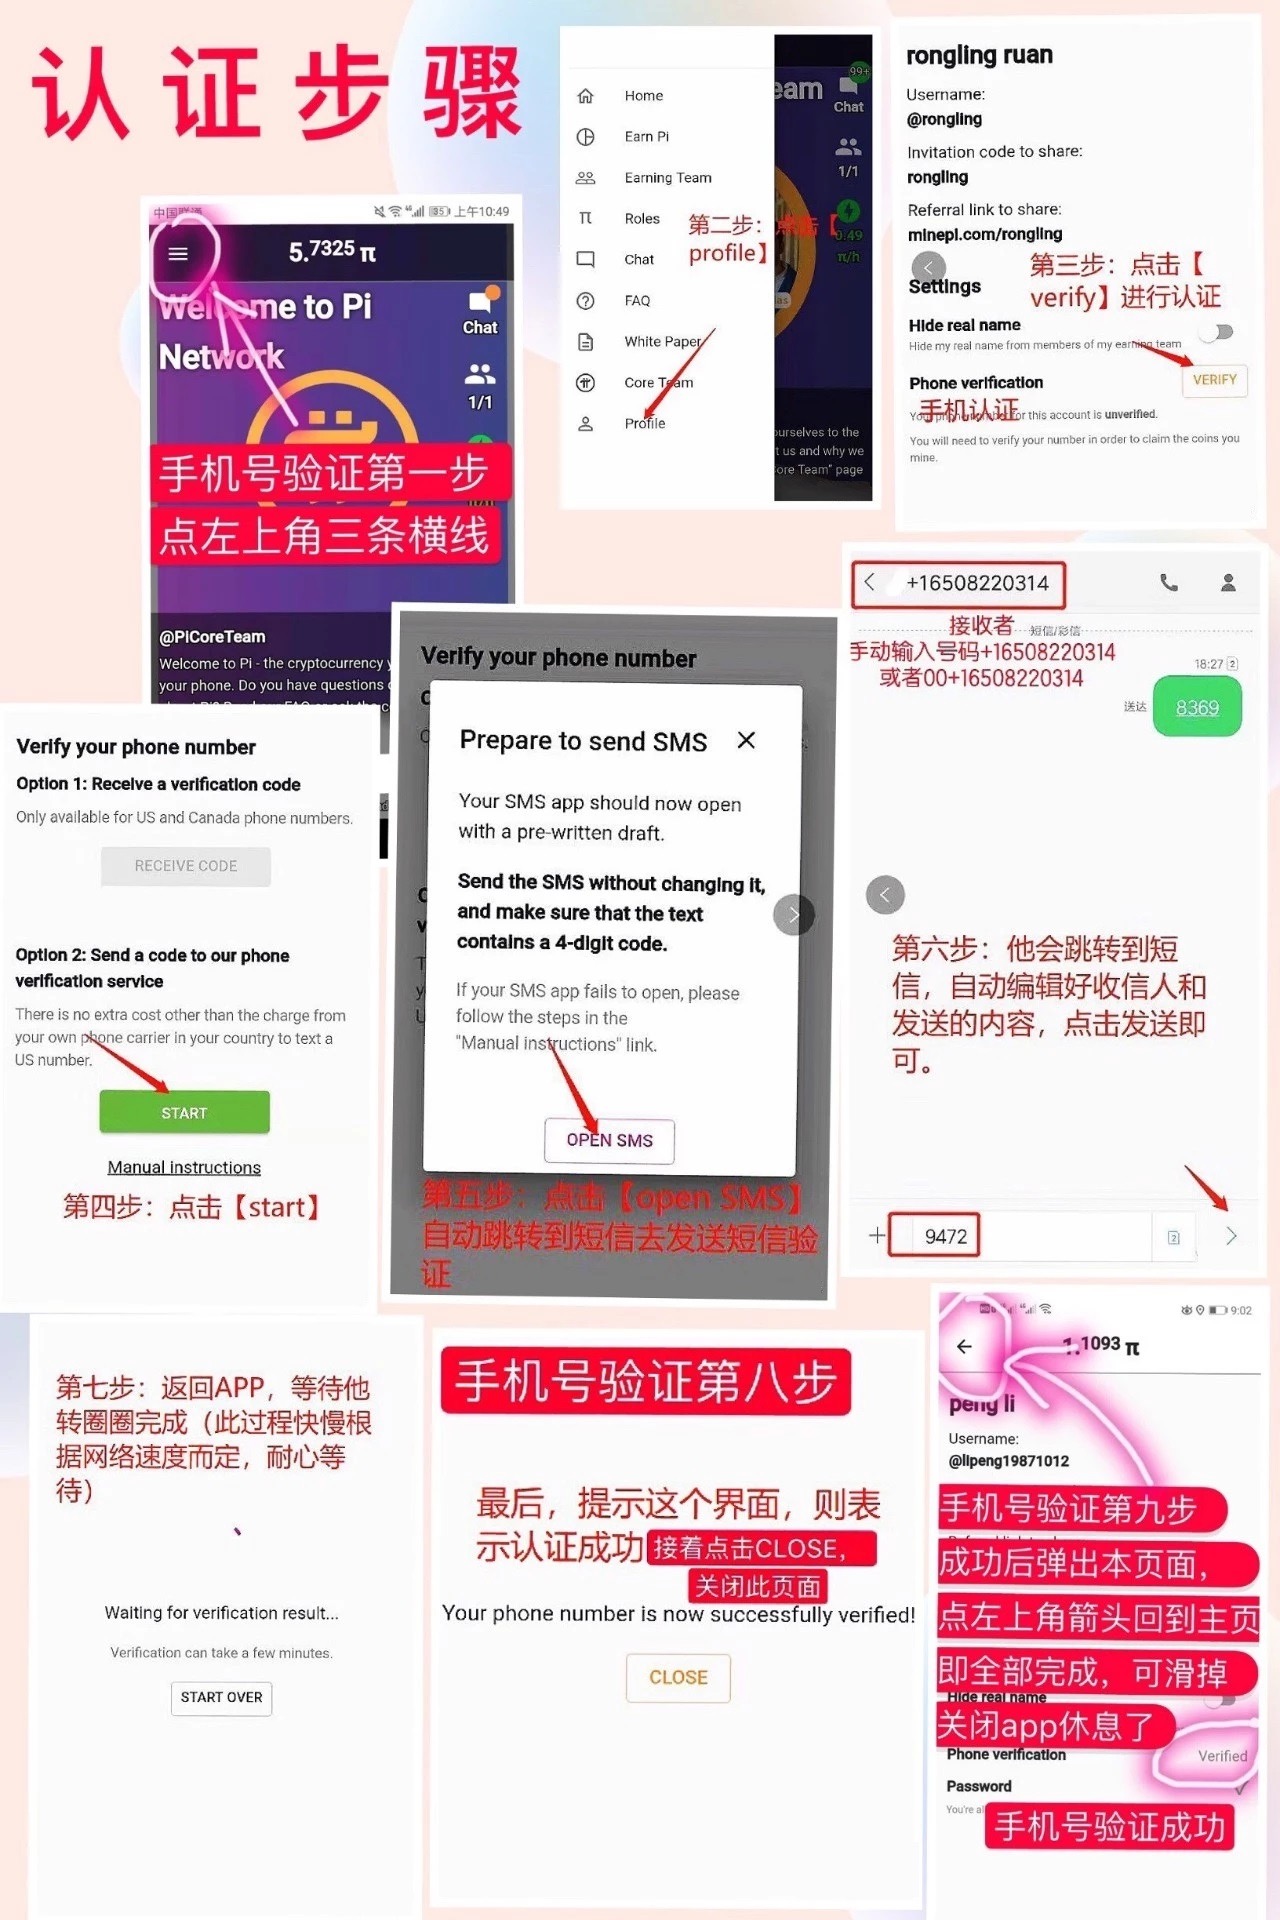 认证步骤
中国联通
35 上午10:49
5.7325 π
Welcome to Pi
Network
Chat
1/1
手机号验证第一步
点左上角三条横线
@PiCoreTeam
Welcome to Pi - the cryptocurrency y
your phone. Do you have questions
Home
Earn Pi
Earning Team
Roles
Chat
FAQ
White Paper
Core Team
Profile
eam
99+
Chat
1/1
0.49
π/h
第二步：点击【
profile】
ourselves to the
t us and why we
ore Team" page
rongling ruan
Username:
@rongling
Invitation code to share:
rongling
Referral link to share:
minepi.com/rongling
第三步：点击【
verify】进行认证
Settings
Hide real name
Hide my real name from members of my earning team
Phone verification
VERIFY
手机认证
for this account is unverified.
You will need to verify your number in order to claim the coins you
mine.
Verify your phone number
Option 1: Receive a verification code
Only available for US and Canada phone numbers.
RECEIVE CODE
Option 2: Send a code to our phone
verification service
There is no extra cost other than the charge from
your own phone carrier in your country to text a
US number.
START
Manual instructions
第四步：点击【start】
Verify your phone number
Prepare to send SMS
Your SMS app should now open
with a pre-written draft.
Send the SMS without changing it,
and make sure that the text
contains a 4-digit code.
If your SMS app fails to open, please
follow the steps in the
"Manual instructions" link.
OPEN SMS
第五步：点击【open SMS】
自动跳转到短信去发送短信验
证
+16508220314
接收者 短信/彩信
手动输入号码+16508220314
或者00+16508220314
18:27 2
送达
8369
第六步：他会跳转到短
信，自动编辑好收信人和
发送的内容，点击发送即
可。
9472
2
第七步：返回APP，等待他
转圈圈完成（此过程快慢根
据网络速度而定，耐心等
待）
Waiting for verification result...
Verification can take a few minutes.
START OVER
手机号验证第八步
最后，提示这个界面，则表
示认证成功 接着点击CLOSE，
关闭此页面
Your phone number is now successfully verified!
CLOSE
9:02
1.1093 π
peng li
Username:
@lipeng19871012
手机号验证第九步
成功后弹出本页面，
点左上角箭头回到主页
即全部完成，可滑掉
Hide real name
关闭app休息了
Phone verification
Verified
Password
You're al
手机号验证成功